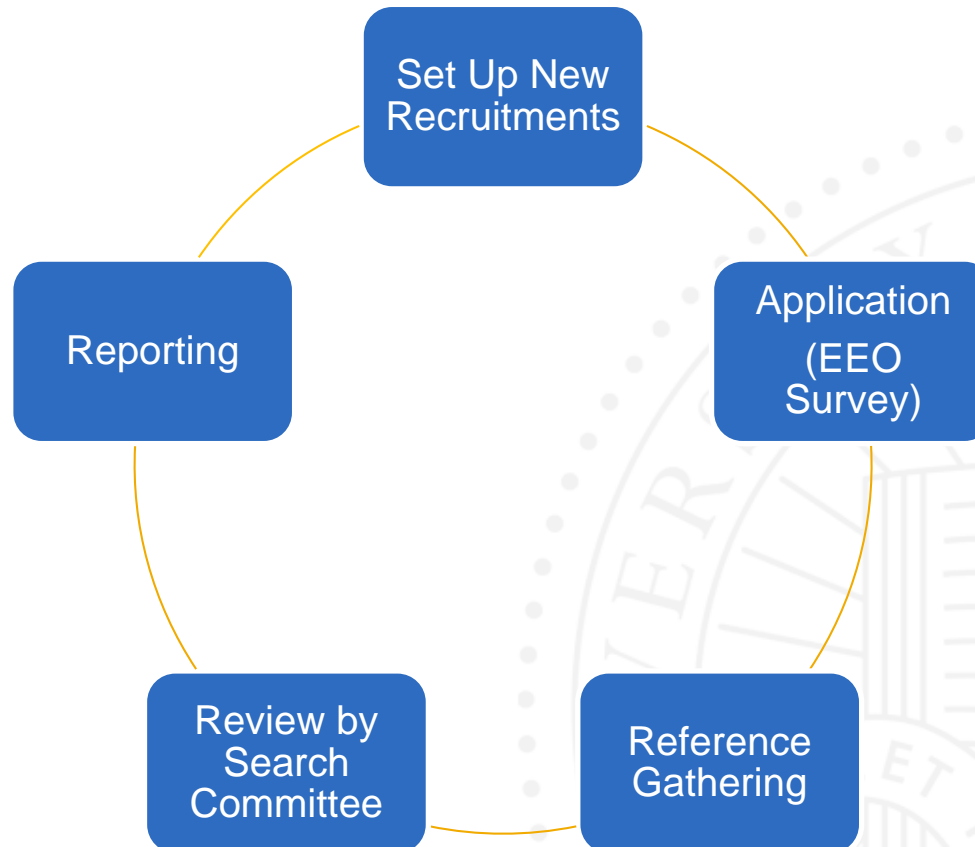 Set Up New
Recruitments
Application
(EEO
Survey)
Reference
Gathering
Review by
Search
Committee
Reporting